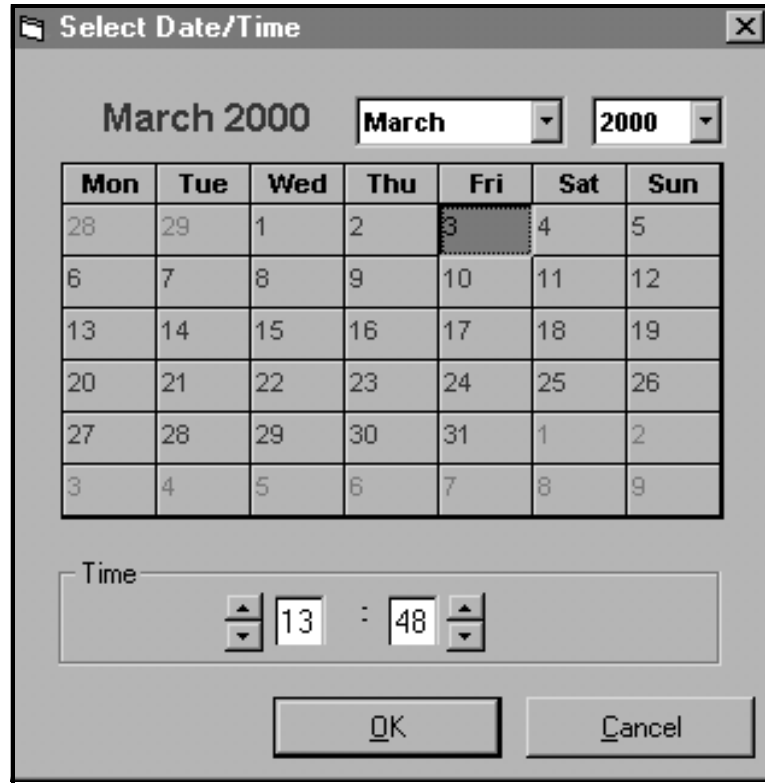 Select Date/Time
March 2000 March 2000
Mon Tue Wed Thu Fri Sat Sun
28 29 1 2 3 4 5
6 7 8 9 10 11 12
13 14 15 16 17 18 19
20 21 22 23 24 25 26
27 28 29 30 31 1 2
3 4 5 6 7 8 9
Time
13 : 48
OK Cancel